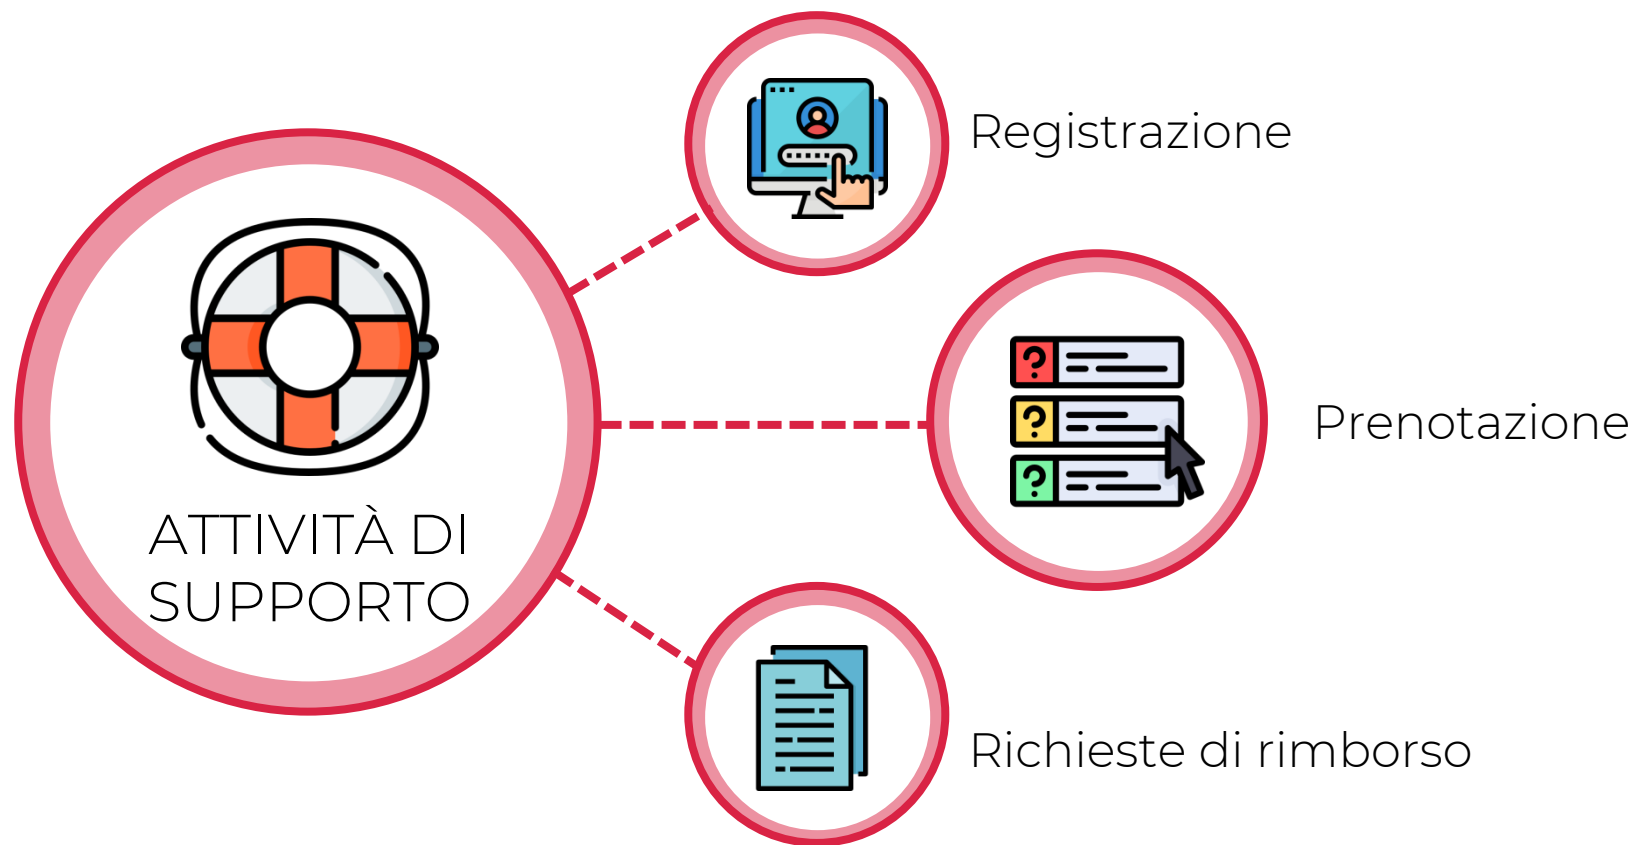 ATTIVITÀ DI
SUPPORTO
Registrazione
Prenotazione
Richieste di rimborso